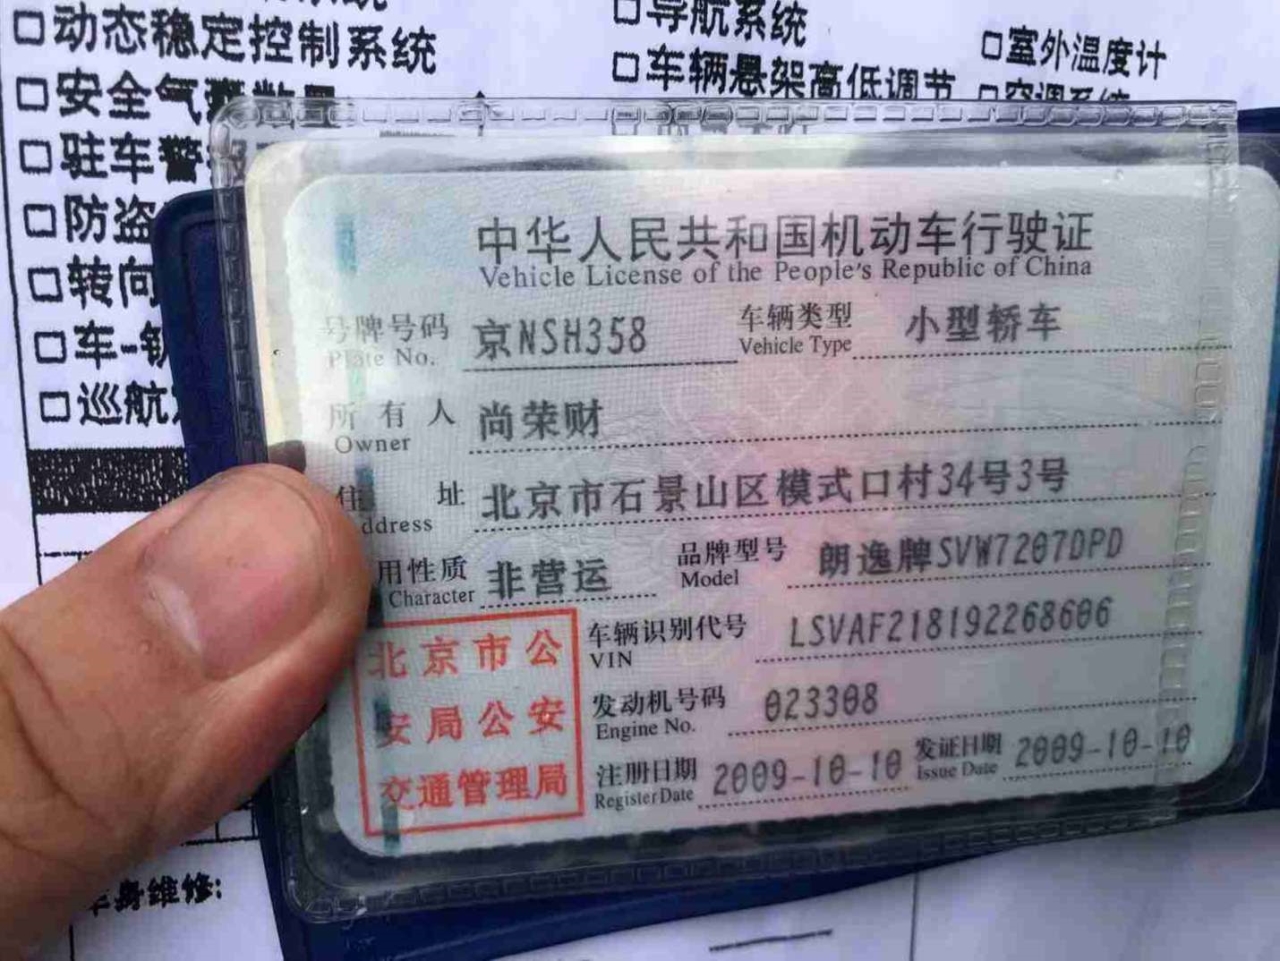 □动态稳定控制系统
□导航系统
□室外温度计
□安全气囊数量
□车辆悬架高低调节
□空调系统
□驻车警
□防盗
□转向
□车-钥
□巡航
中华人民共和国机动车行驶证
Vehicle License of the People's Republic of China
号牌号码 京NSH358 车辆类型 小型轿车
Plate No. Vehicle Type
所有人 尚荣财
Owner
住址 北京市石景山区模式口村34号3号
ddress
用性质 非营运 品牌型号 朗逸牌SVW7207DPD
Character Model
车辆识别代号 LSVAF218192268606
VIN
发动机号码 023308
Engine No.
注册日期 2009-10-10 发证日期 2009-10-10
Register Date Issue Date
北京市公
安局公安
交通管理局
车身维修: